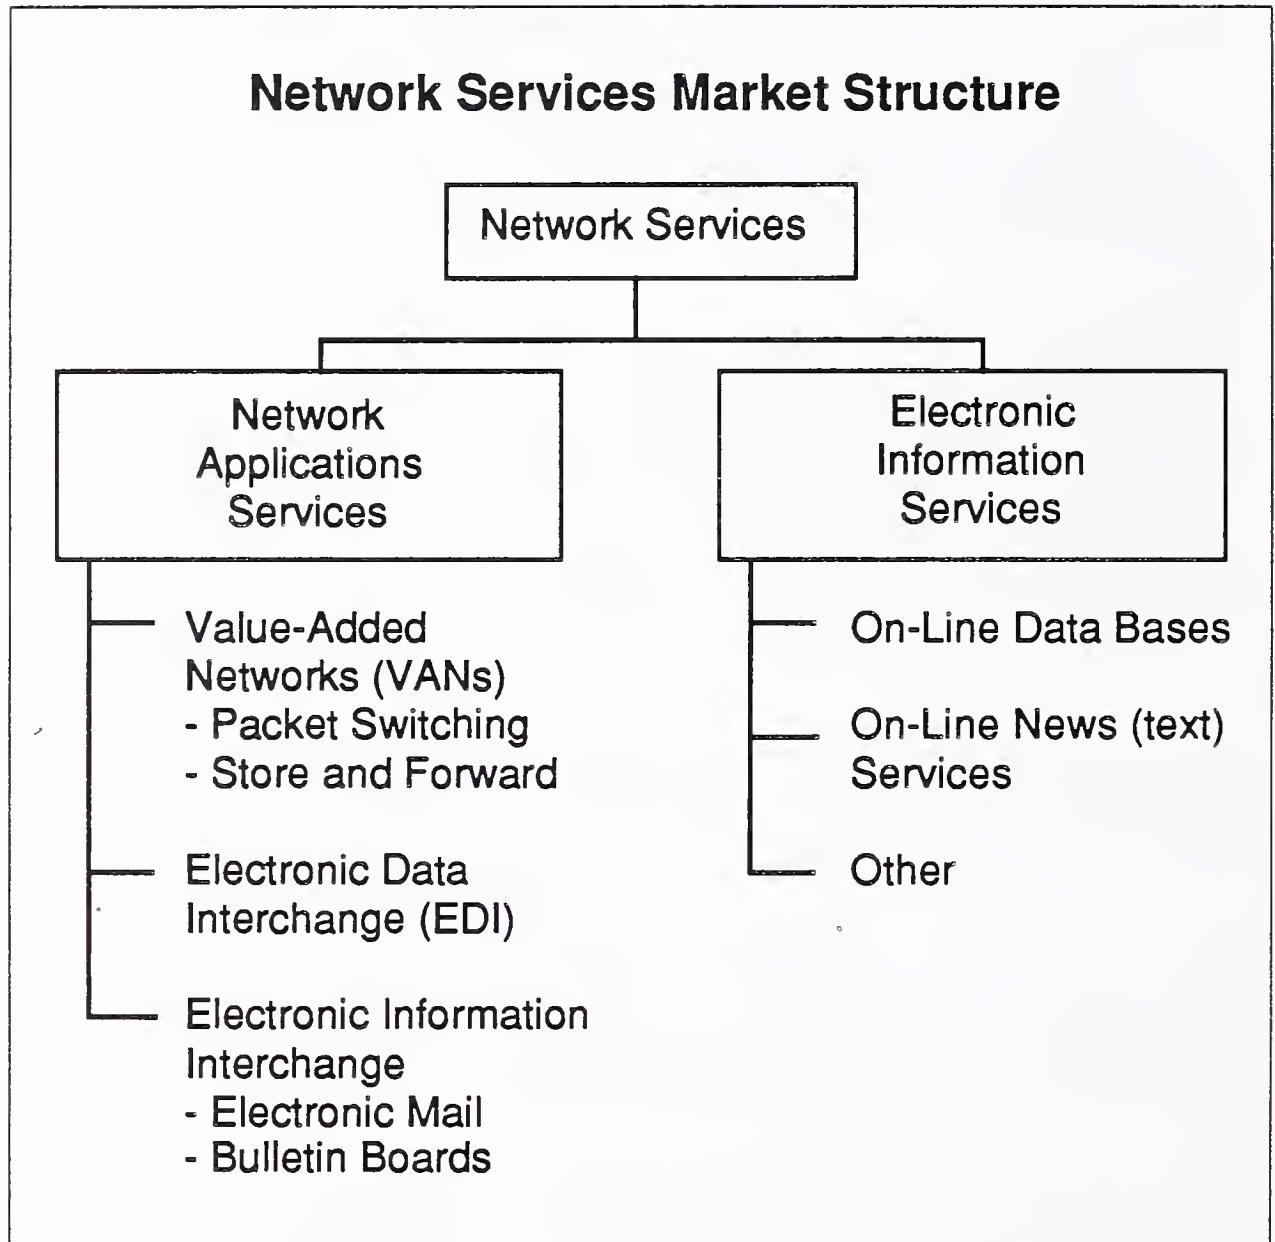 Network Services Market Structure
Network Services
Network
Applications
Services
Value-Added
Networks (VANs)
- Packet Switching
- Store and Forward
Electronic Data
Interchange (EDI)
Electronic Information
Interchange
- Electronic Mail
- Bulletin Boards
Electronic
Information
Services
On-Line Data Bases
On-Line News (text)
Services
Other